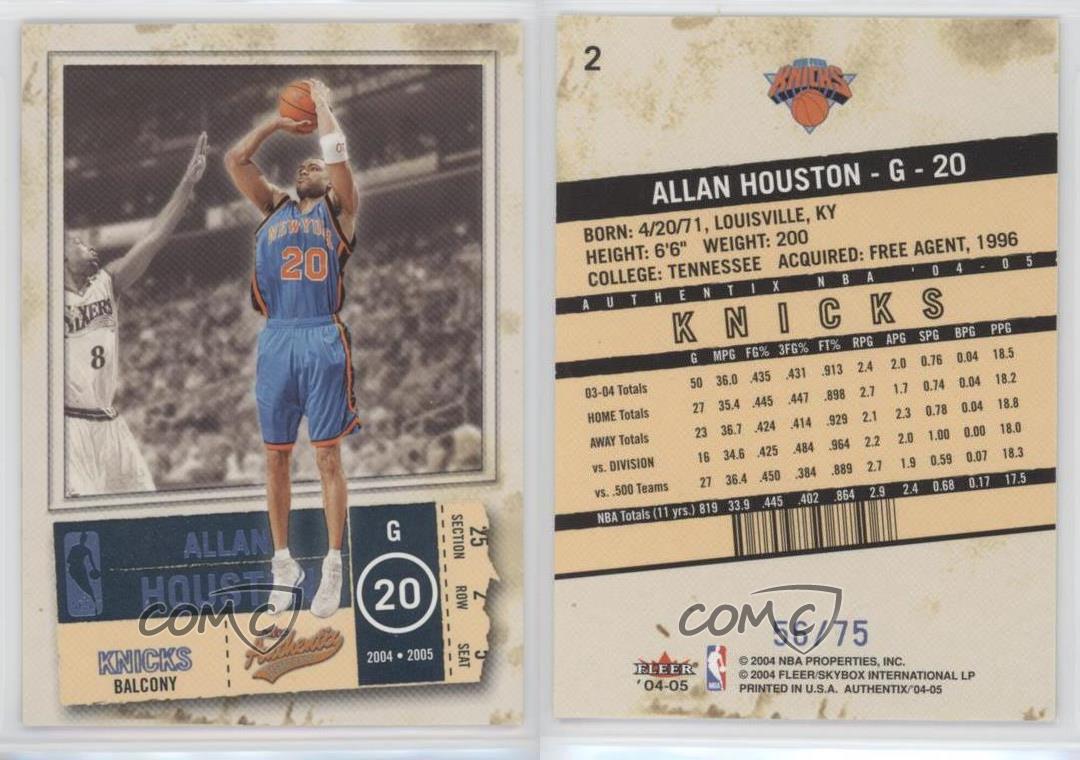 NEW YORK
20
SIXERS
8
ALLAN
HOUSTON
G
20
2004 • 2005
SECTION 25
ROW 2
SEAT
KNICKS
BALCONY
Fleer
Authentix
COMC
2
NEW YORK
KNICKS
ALLAN HOUSTON - G - 20
BORN: 4/20/71, LOUISVILLE, KY
HEIGHT: 6'6" WEIGHT: 200
COLLEGE: TENNESSEE ACQUIRED: FREE AGENT, 1996
AUTHENTIX NBA '04-05
KNICKS
G MPG FG% 3FG% FT% RPG APG SPG BPG PPG
03-04 Totals 50 36.0 .435 .431 .913 2.4 2.0 0.76 0.04 18.5
HOME Totals 27 35.4 .445 .447 .898 2.7 1.7 0.74 0.04 18.2
AWAY Totals 23 36.7 .424 .414 .929 2.1 2.3 0.78 0.04 18.8
vs. DIVISION 16 34.6 .425 .484 .964 2.2 2.0 1.00 0.00 18.0
vs. .500 Teams 27 36.4 .450 .384 .889 2.7 1.9 0.59 0.07 18.3
NBA Totals (11 yrs.) 819 33.9 .445 .402 .864 2.9 2.4 0.68 0.17 17.5
COMC
56/75
FLEER
'04-05
NBA
© 2004 NBA PROPERTIES, INC.
© 2004 FLEER/SKYBOX INTERNATIONAL LP
PRINTED IN U.S.A. AUTHENTIX/'04-05